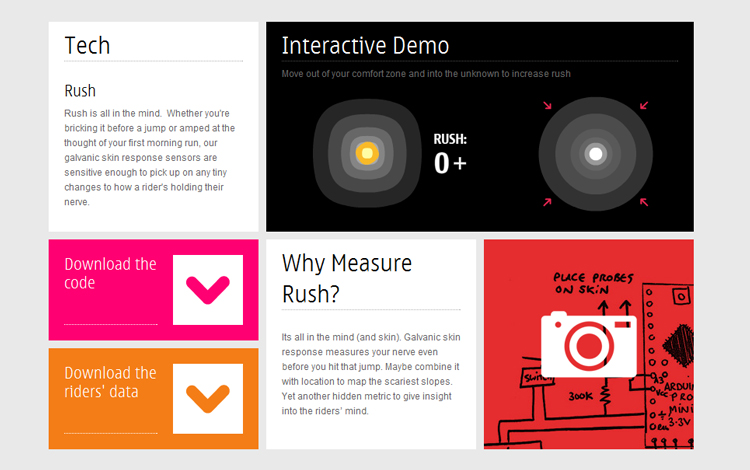 Tech
Rush
Rush is all in the mind.  Whether you're
bricking it before a jump or amped at the
thought of your first morning run, our
galvanic skin response sensors are
sensitive enough to pick up on any tiny
changes to how a rider's holding their
nerve.
Interactive Demo
Move out of your comfort zone and into the unknown to increase rush
RUSH:
0+
Download the
code
Download the
riders' data
Why Measure
Rush?
Its all in the mind (and skin). Galvanic skin
response measures your nerve even
before you hit that jump. Maybe combine it
with location to map the scariest slopes.
Yet another hidden metric to give insight
into the riders' mind.
PLACE PROBES
ON SKIN
300K
ARDUIN
PRO
MINI
3.3V